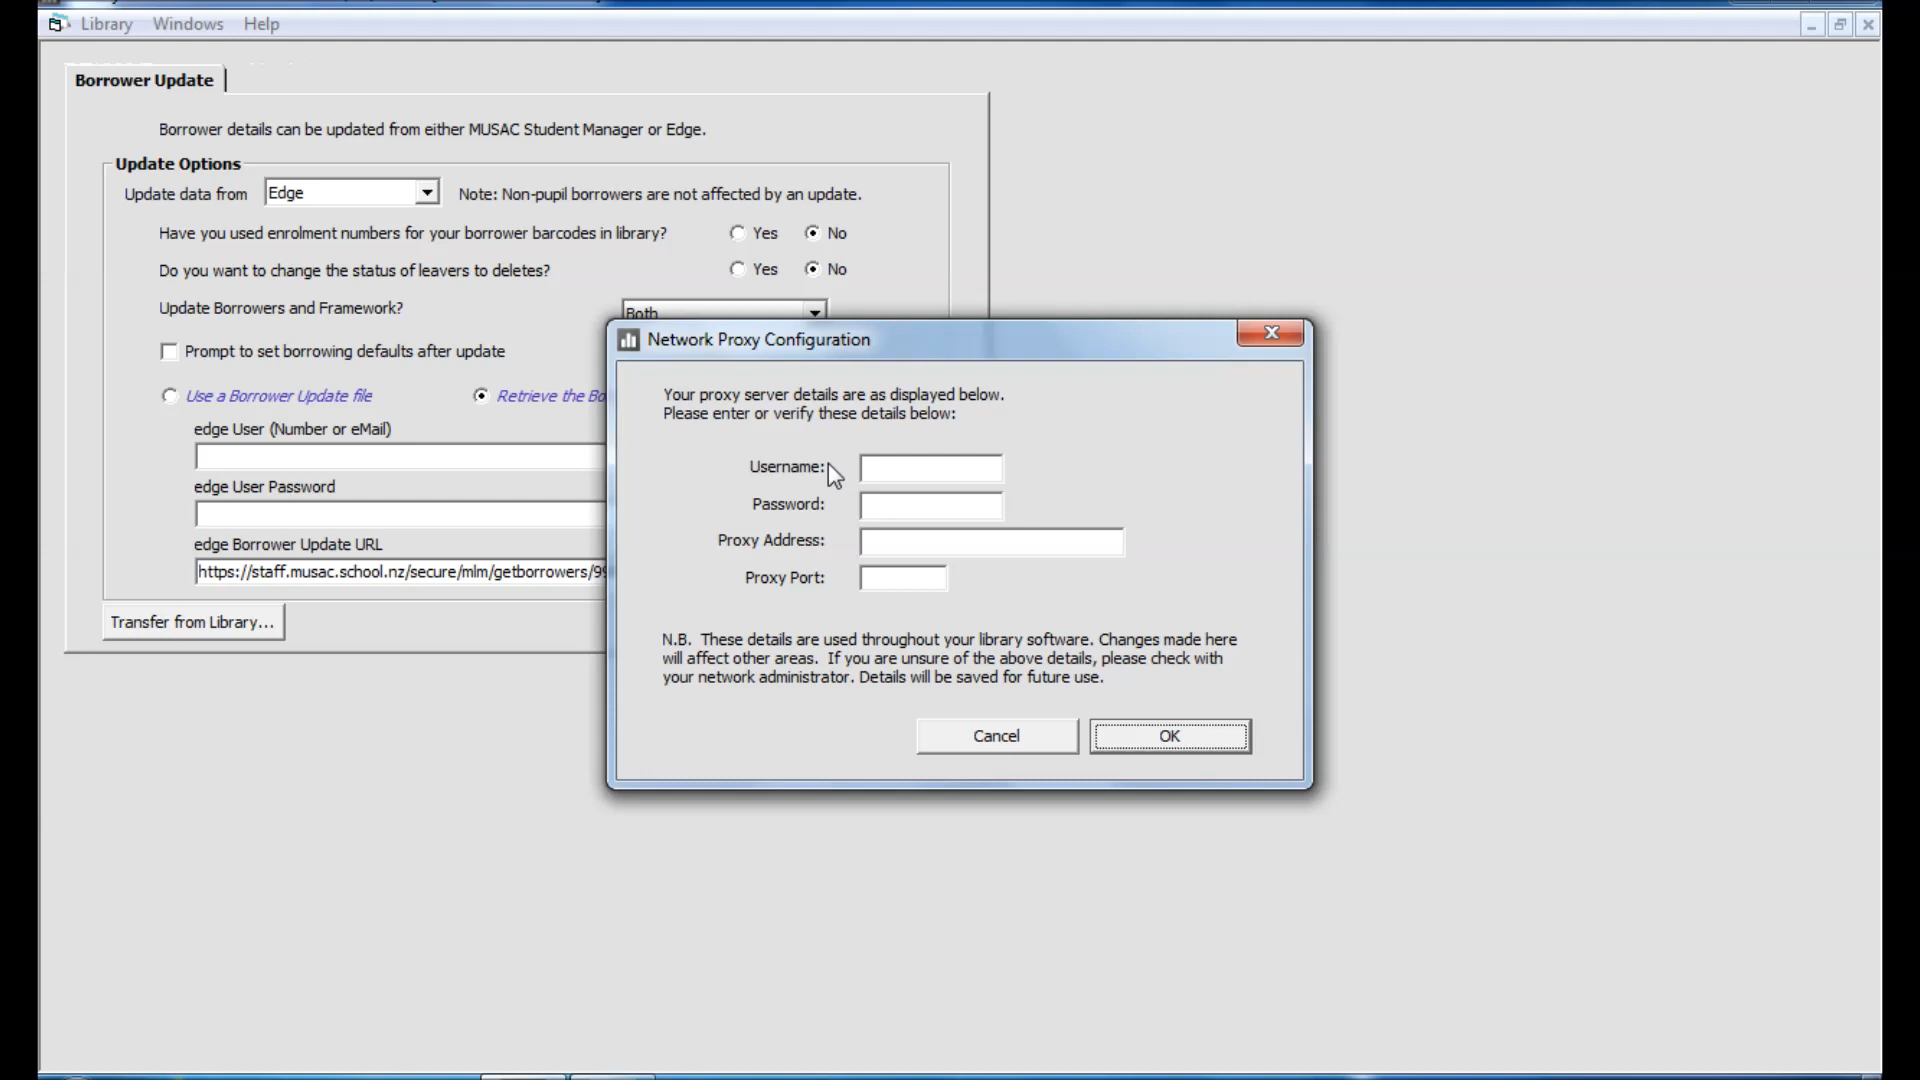 Library Windows Help
Borrower Update
Borrower details can be updated from either MUSAC Student Manager or Edge.
Update Options
Update data from Edge Note: Non-pupil borrowers are not affected by an update.
Have you used enrolment numbers for your borrower barcodes in library? Yes No
Do you want to change the status of leavers to deletes? Yes No
Update Borrowers and Framework? Both
Prompt to set borrowing defaults after update
Use a Borrower Update file Retrieve the
edge User (Number or eMail)
edge User Password
edge Borrower Update URL
https://staff.musac.school.nz/secure/mlm/getborrowers/9
Transfer from Library...
Network Proxy Configuration
Your proxy server details are as displayed below.
Please enter or verify these details below:
Username:
Password:
Proxy Address:
Proxy Port:
N.B. These details are used throughout your library software. Changes made here
will affect other areas. If you are unsure of the above details, please check with
your network administrator. Details will be saved for future use.
Cancel OK